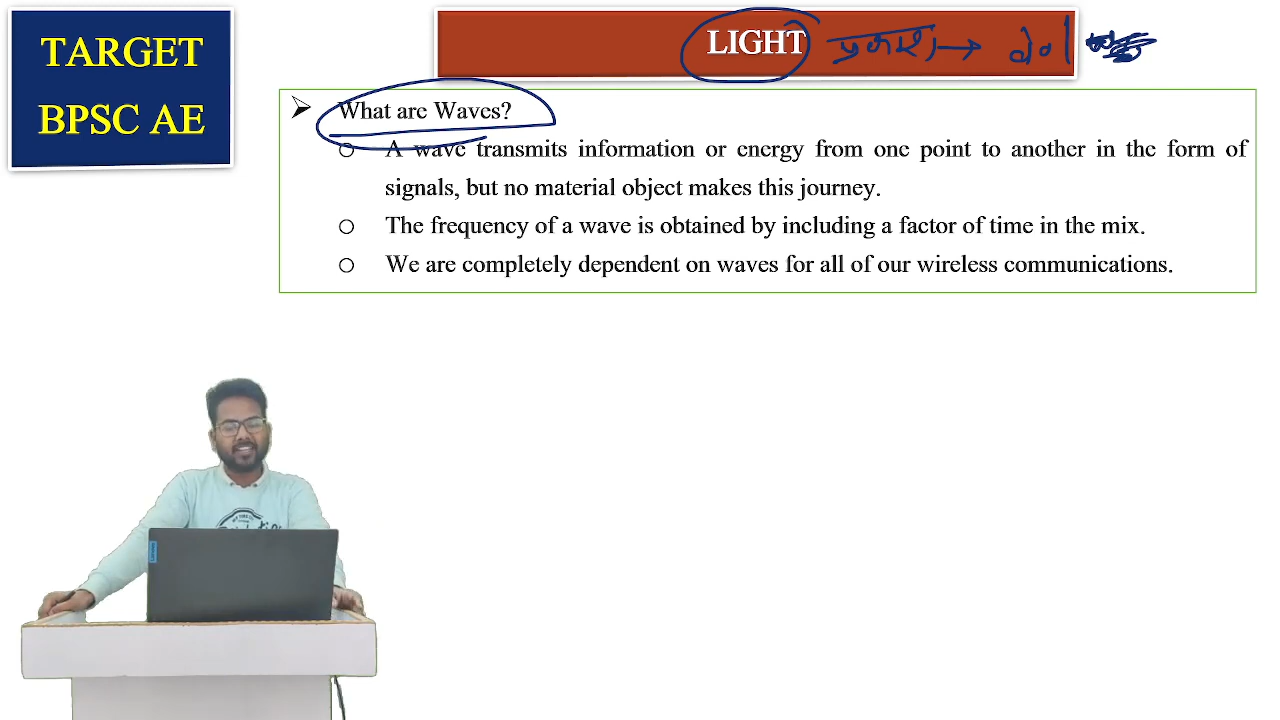 TARGET
BPSC AE
LIGHT प्रकाश →
What are Waves?
A wave transmits information or energy from one point to another in the form of
signals, but no material object makes this journey.
The frequency of a wave is obtained by including a factor of time in the mix.
We are completely dependent on waves for all of our wireless communications.